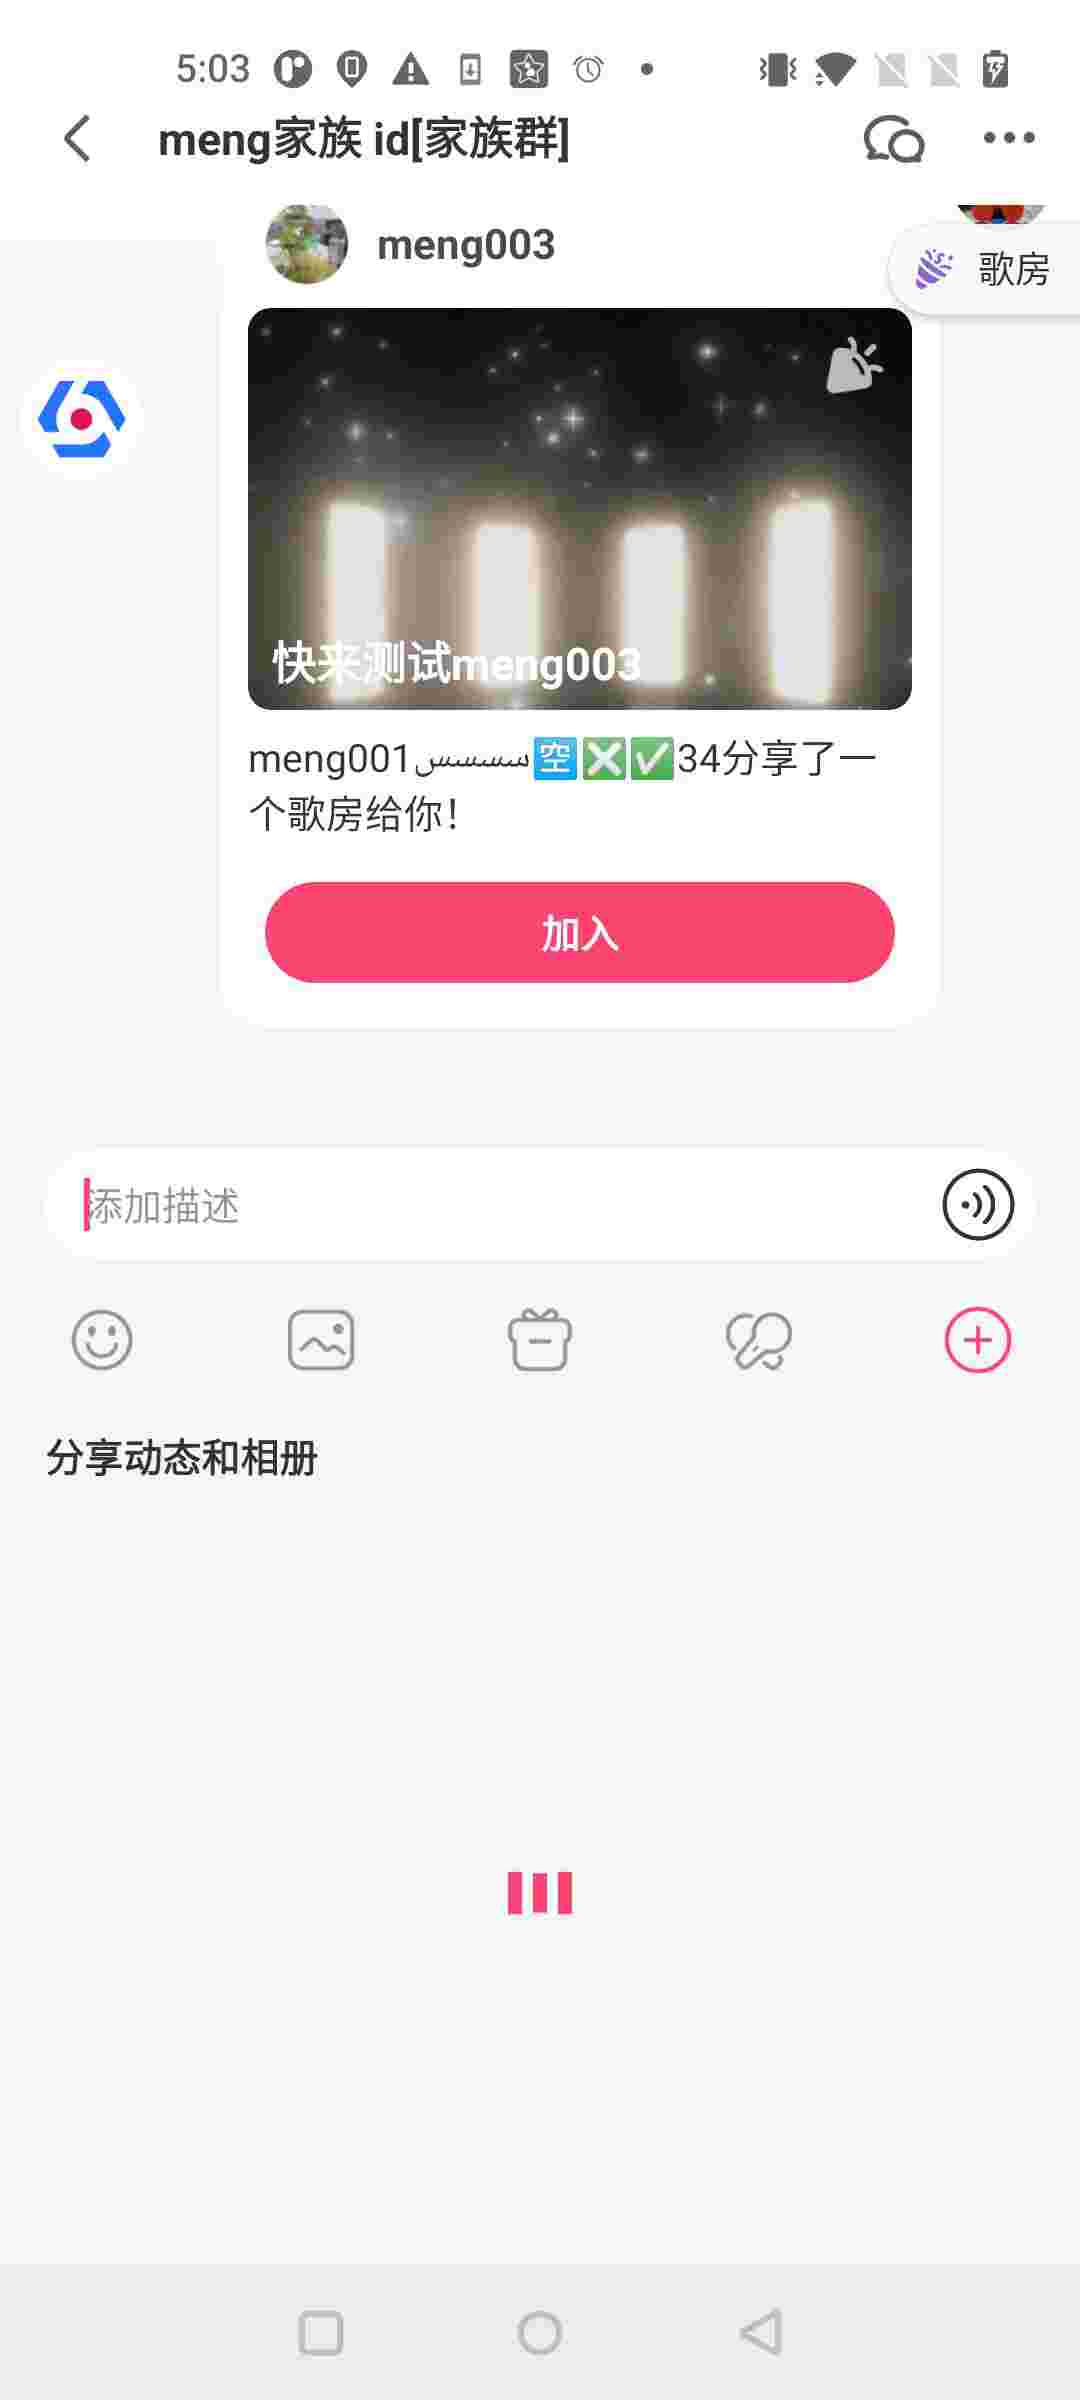 5:03
meng家族 id[家族群]
meng003
歌房
快来测试meng003
meng001سسسس🈳❎✅34分享了一
个歌房给你！
加入
添加描述
分享动态和相册